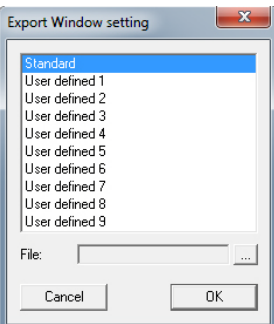 Export Window setting
Standard
User defined 1
User defined 2
User defined 3
User defined 4
User defined 5
User defined 6
User defined 7
User defined 8
User defined 9
File:
...
Cancel
OK